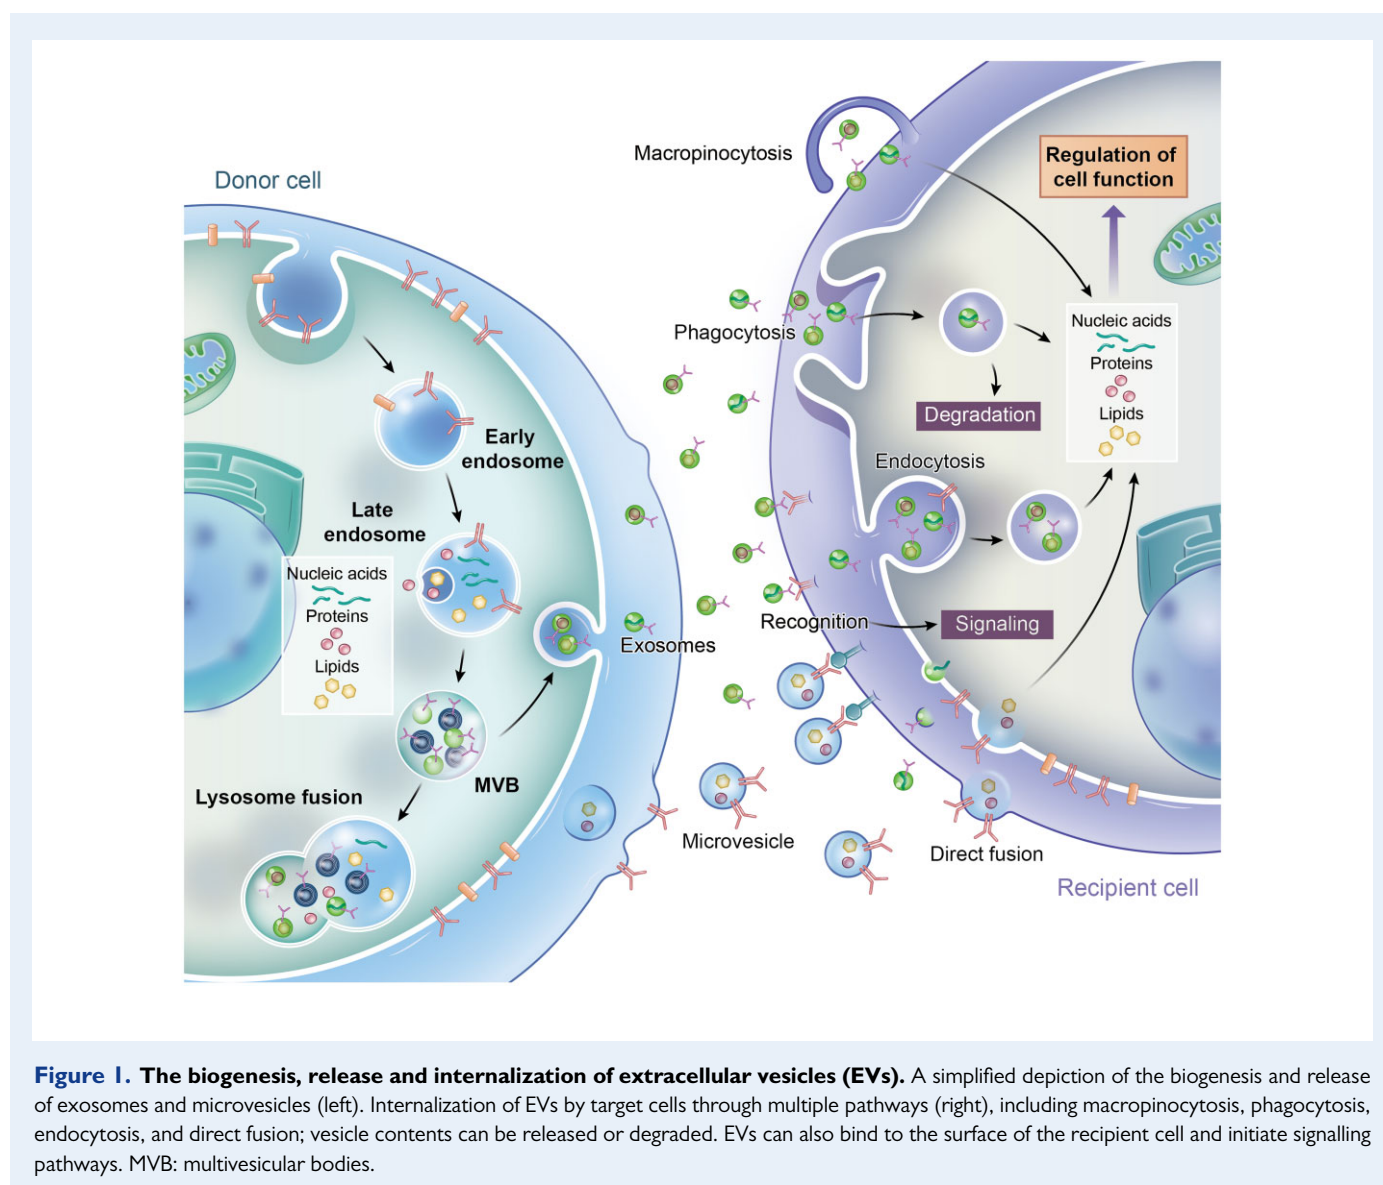 Donor cell
Early
endosome
Late
endosome
Nucleic acids
Proteins
Lipids
MVB
Lysosome fusion
Exosomes
Microvesicle
Macropinocytosis
Phagocytosis
Degradation
Endocytosis
Recognition
Signaling
Direct fusion
Recipient cell
Regulation of
cell function
Nucleic acids
Proteins
Lipids
Figure 1. The biogenesis, release and internalization of extracellular vesicles (EVs). A simplified depiction of the biogenesis and release
of exosomes and microvesicles (left). Internalization of EVs by target cells through multiple pathways (right), including macropinocytosis, phagocytosis,
endocytosis, and direct fusion; vesicle contents can be released or degraded. EVs can also bind to the surface of the recipient cell and initiate signalling
pathways. MVB: multivesicular bodies.